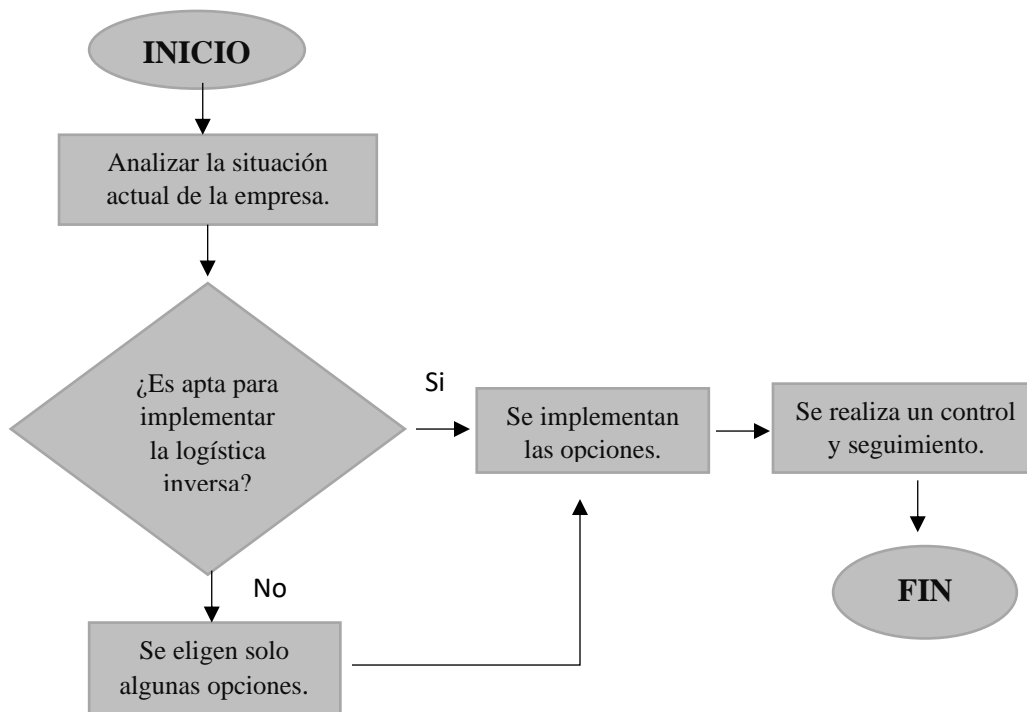 INICIO
Analizar la situación
actual de la empresa.
¿Es apta para
implementar
la logística
inversa?
Si
Se implementan
las opciones.
Se realiza un control
y seguimiento.
No
Se eligen solo
algunas opciones.
FIN